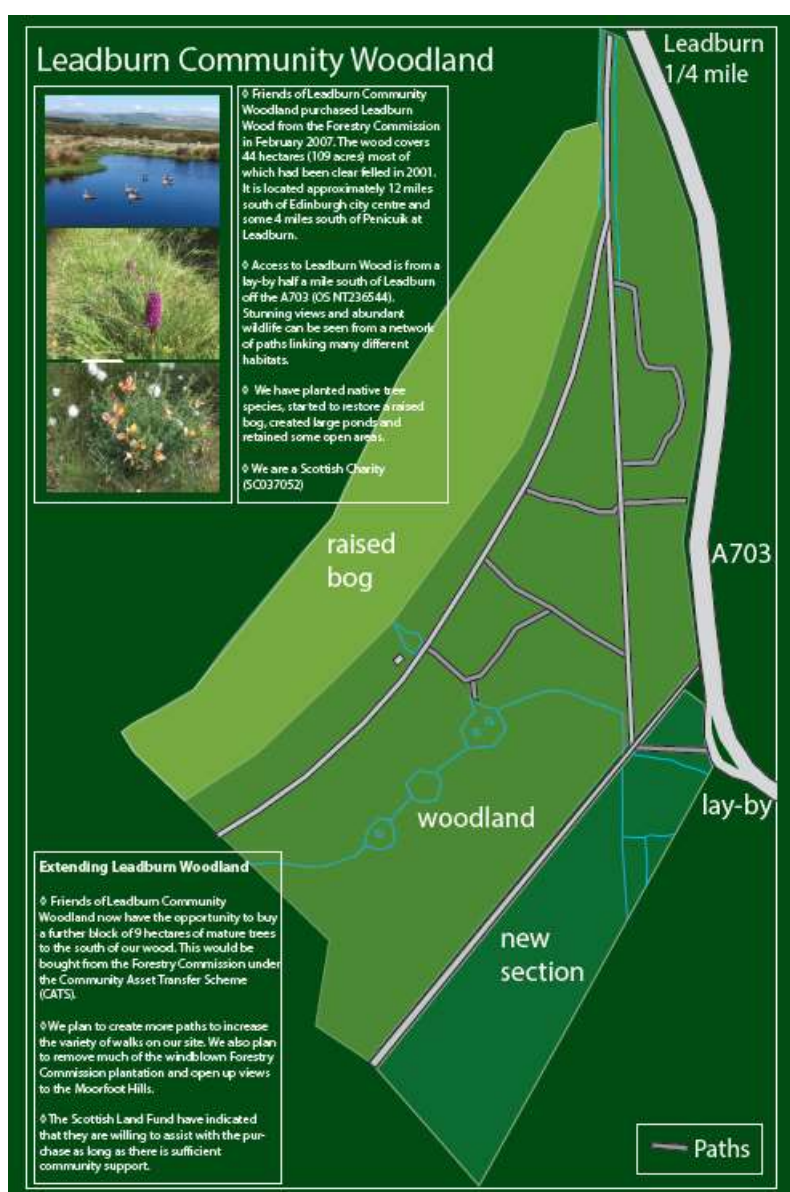 Leadburn Community Woodland
◊ Friends of Leadburn Community
Woodland purchased Leadburn
Wood from the Forestry Commission
in February 2007. The wood covers
44 hectares (109 acres) most of
which had been clear felled in 2001.
It is located approximately 12 miles
south of Edinburgh city centre and
some 4 miles south of Penicuik at
Leadburn.
◊ Access to Leadburn Wood is from a
lay-by half a mile south of Leadburn
off the A703 (OS NT236544).
Stunning views and abundant
wildlife can be seen from a network
of paths linking many different
habitats.
◊ We have planted native tree
species, started to restore a raised
bog, created large ponds and
retained some open areas.
◊ We are a Scottish Charity
(SC037052)
Leadburn
1/4 mile
raised
bog
A703
woodland
lay-by
new
section
Extending Leadburn Woodland
◊ Friends of Leadburn Community
Woodland now have the opportunity to buy
a further block of 9 hectares of mature trees
to the south of our wood. This would be
bought from the Forestry Commission under
the Community Asset Transfer Scheme
(CATS).
◊ We plan to create more paths to increase
the variety of walks on our site. We also plan
to remove much of the windblown Forestry
Commission plantation and open up views
to the Moorfoot Hills.
◊ The Scottish Land Fund have indicated
that they are willing to assist with the pur-
chase as long as there is sufficient
community support.
Paths